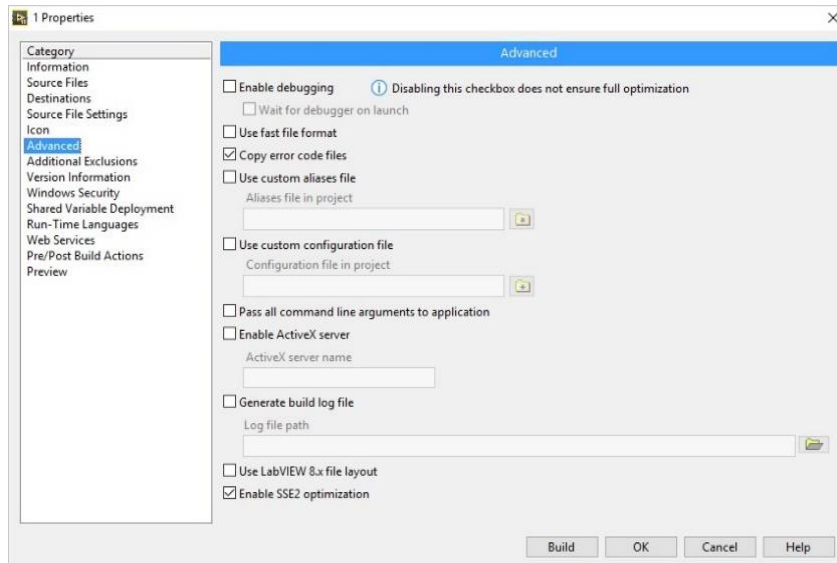 1 Properties
Category
Information
Source Files
Destinations
Source File Settings
Icon
Advanced
Additional Exclusions
Version Information
Windows Security
Shared Variable Deployment
Run-Time Languages
Web Services
Pre/Post Build Actions
Preview
Advanced
Enable debugging
Disabling this checkbox does not ensure full optimization
Wait for debugger on launch
Use fast file format
Copy error code files
Use custom aliases file
Aliases file in project
Use custom configuration file
Configuration file in project
Pass all command line arguments to application
Enable ActiveX server
ActiveX server name
Generate build log file
Log file path
Use LabVIEW 8.x file layout
Enable SSE2 optimization
Build
OK
Cancel
Help